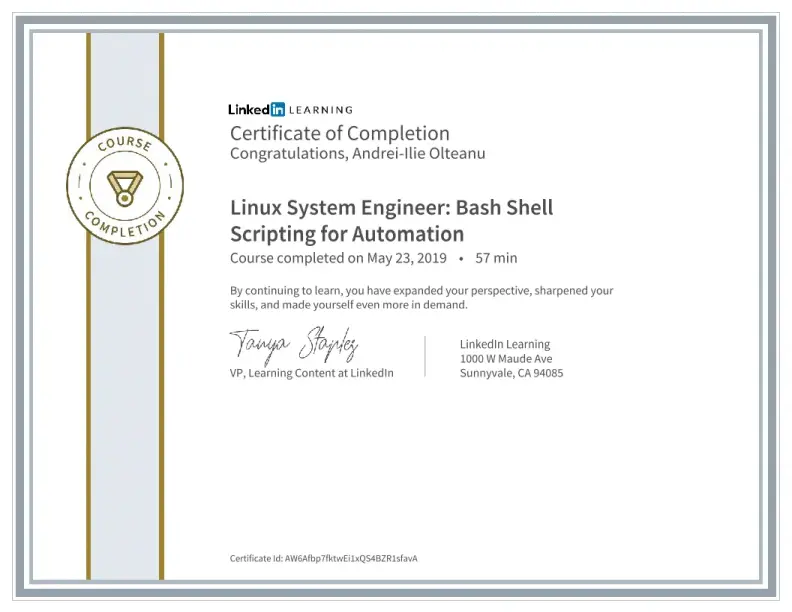 COURSE
COMPLETION
Linkedin LEARNING
Certificate of Completion
Congratulations, Andrei-Ilie Olteanu
Linux System Engineer: Bash Shell
Scripting for Automation
Course completed on May 23, 2019 • 57 min
By continuing to learn, you have expanded your perspective, sharpened your
skills, and made yourself even more in demand.
Tanya Staples
VP, Learning Content at LinkedIn
LinkedIn Learning
1000 W Maude Ave
Sunnyvale, CA 94085
Certificate Id: AW6Afbp7fktwEi1xQS4BZR1sfavA